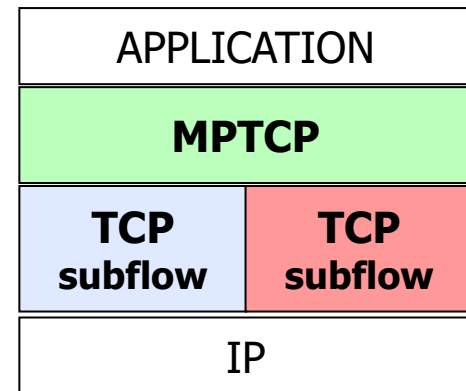 APPLICATION
MPTCP
TCP TCP
subflow subflow
IP